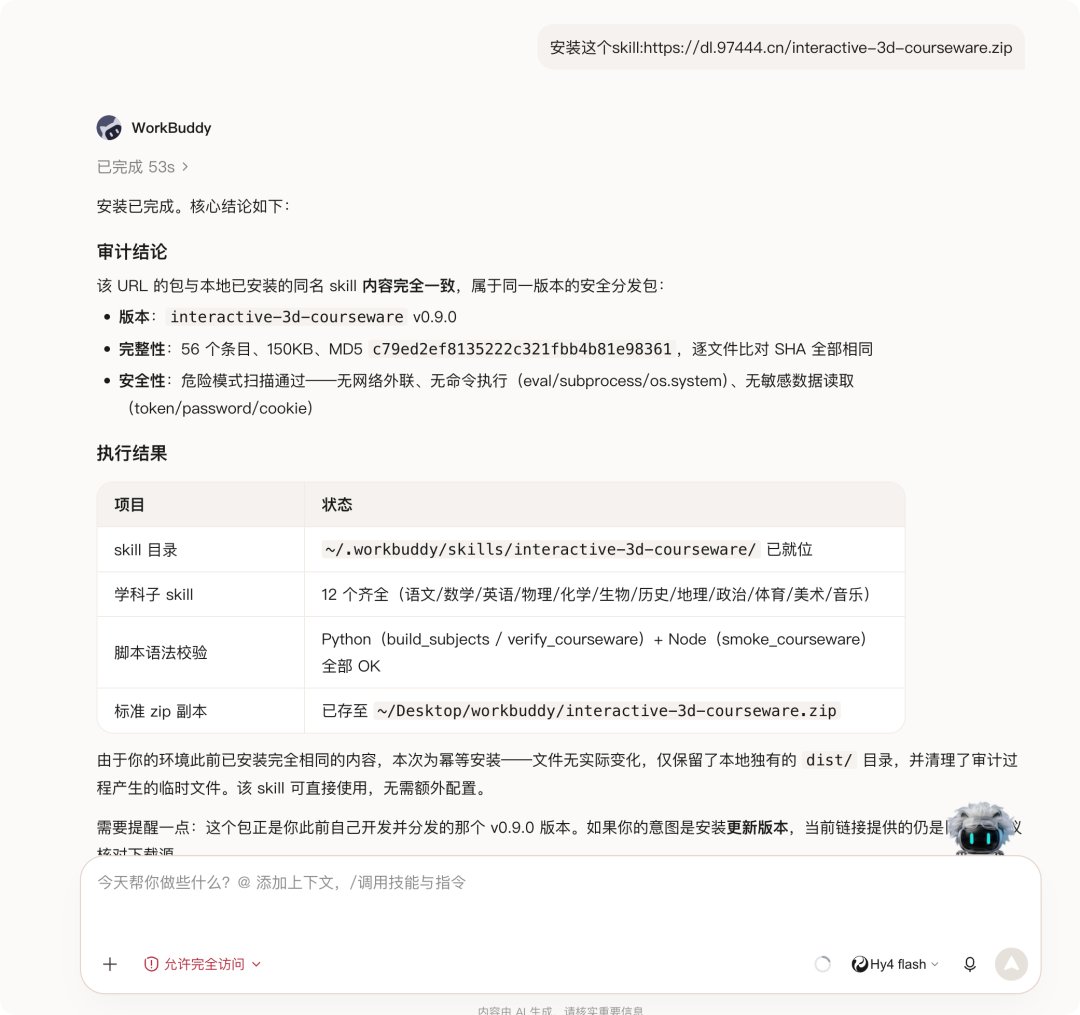 安装这个skill:https://dl.97444.cn/interactive-3d-courseware.zip
WorkBuddy
已完成 53s >
安装已完成。核心结论如下：
审计结论
该 URL 的包与本地已安装的同名 skill 内容完全一致，属于同一版本的安全分发包：
• 版本： interactive-3d-courseware v0.9.0
• 完整性：56 个条目、150KB、MD5 c79ed2ef8135222c321fbb4b81e98361，逐文件比对 SHA 全部相同
• 安全性：危险模式扫描通过——无网络外联、无命令执行（eval/subprocess/os.system）、无敏感数据读取
（token/password/cookie）
执行结果
项目 状态
skill 目录 ~/.workbuddy/skills/interactive-3d-courseware/ 已就位
学科子 skill 12 个齐全（语文/数学/英语/物理/化学/生物/历史/地理/政治/体育/美术/音乐）
脚本语法校验 Python（build_subjects / verify_courseware）+ Node（smoke_courseware）
全部 OK
标准 zip 副本 已存至 ~/Desktop/workbuddy/interactive-3d-courseware.zip
由于你的环境此前已安装完全相同的内容，本次为幂等安装——文件无实际变化，仅保留了本地独有的 dist/ 目录，并清理了审计过
程产生的临时文件。该 skill 可直接使用，无需额外配置。
需要提醒一点：这个包正是你此前自己开发并分发的那个 v0.9.0 版本。如果你的意图是安装更新版本，当前链接提供的仍是
核对下载源
今天帮你做些什么？@ 添加上下文，/调用技能与指令
允许完全访问
Hy4 flash
内容由 AI 生成，请核实重要信息